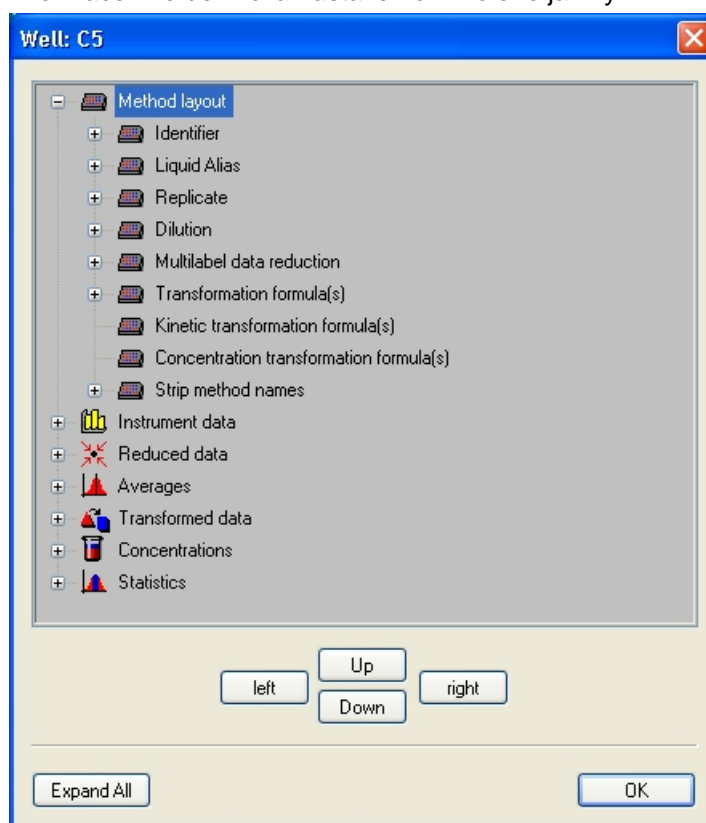 Well: C5
Method layout
Identifier
Liquid Alias
Replicate
Dilution
Multilabel data reduction
Transformation formula(s)
Kinetic transformation formula(s)
Concentration transformation formula(s)
Strip method names
Instrument data
Reduced data
Averages
Transformed data
Concentrations
Statistics
Up
left
right
Down
Expand All
OK